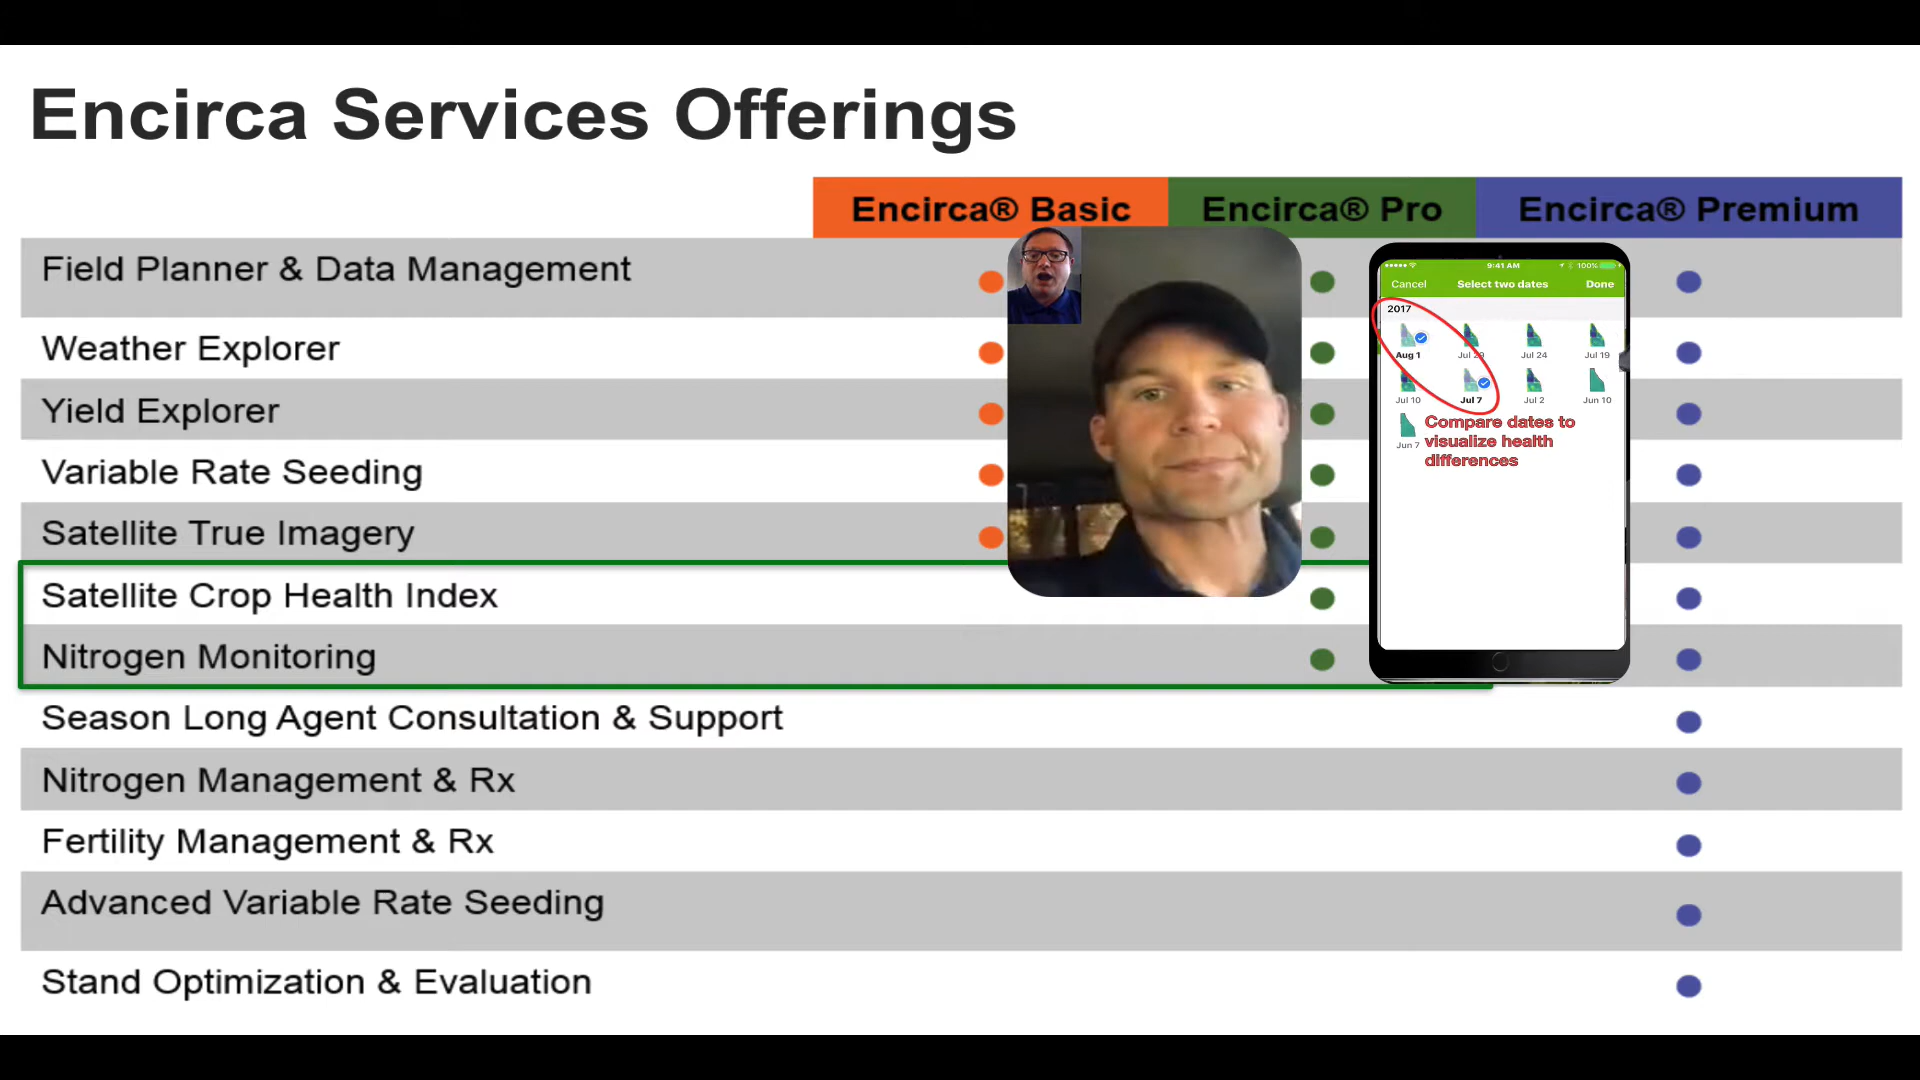 Encirca Services Offerings
Encirca® Basic Encirca® Pro Encirca® Premium
Field Planner & Data Management
Weather Explorer
Yield Explorer
Variable Rate Seeding
Satellite True Imagery
Satellite Crop Health Index
Nitrogen Monitoring
Season Long Agent Consultation & Support
Nitrogen Management & Rx
Fertility Management & Rx
Advanced Variable Rate Seeding
Stand Optimization & Evaluation
9:41 AM 100%
Cancel Select two dates Done
2017
Aug 1 Jul 29 Jul 24 Jul 19
Jul 10 Jul 7 Jul 2 Jun 10
Jun 7
Compare dates to
visualize health
differences